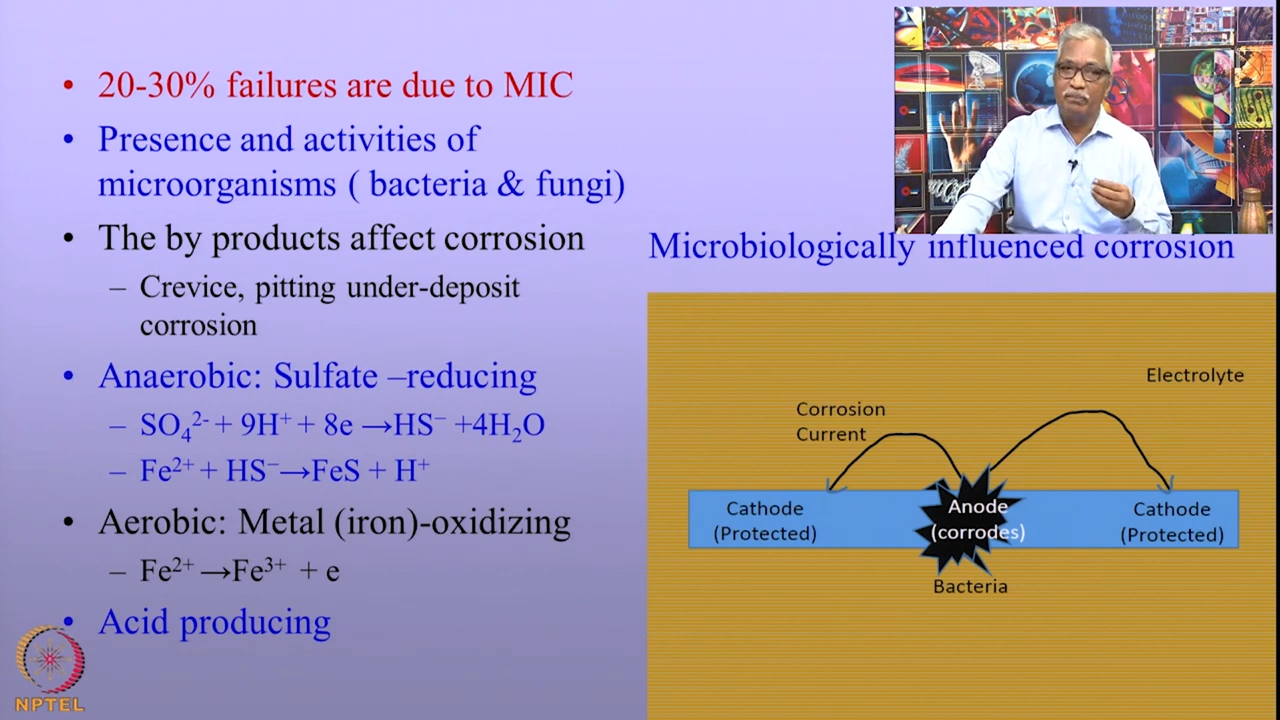 • 20-30% failures are due to MIC
• Presence and activities of
microorganisms ( bacteria & fungi)
• The by products affect corrosion
– Crevice, pitting under-deposit
corrosion
• Anaerobic: Sulfate –reducing
– SO₄²⁻ + 9H⁺ + 8e →HS⁻ +4H₂O
– Fe²⁺ + HS⁻→FeS + H⁺
• Aerobic: Metal (iron)-oxidizing
– Fe²⁺ →Fe³⁺ + e
• Acid producing
NPTEL
Microbiologically influenced corrosion
Electrolyte
Corrosion
Current
Cathode
(Protected)
Anode
(corrodes)
Cathode
(Protected)
Bacteria